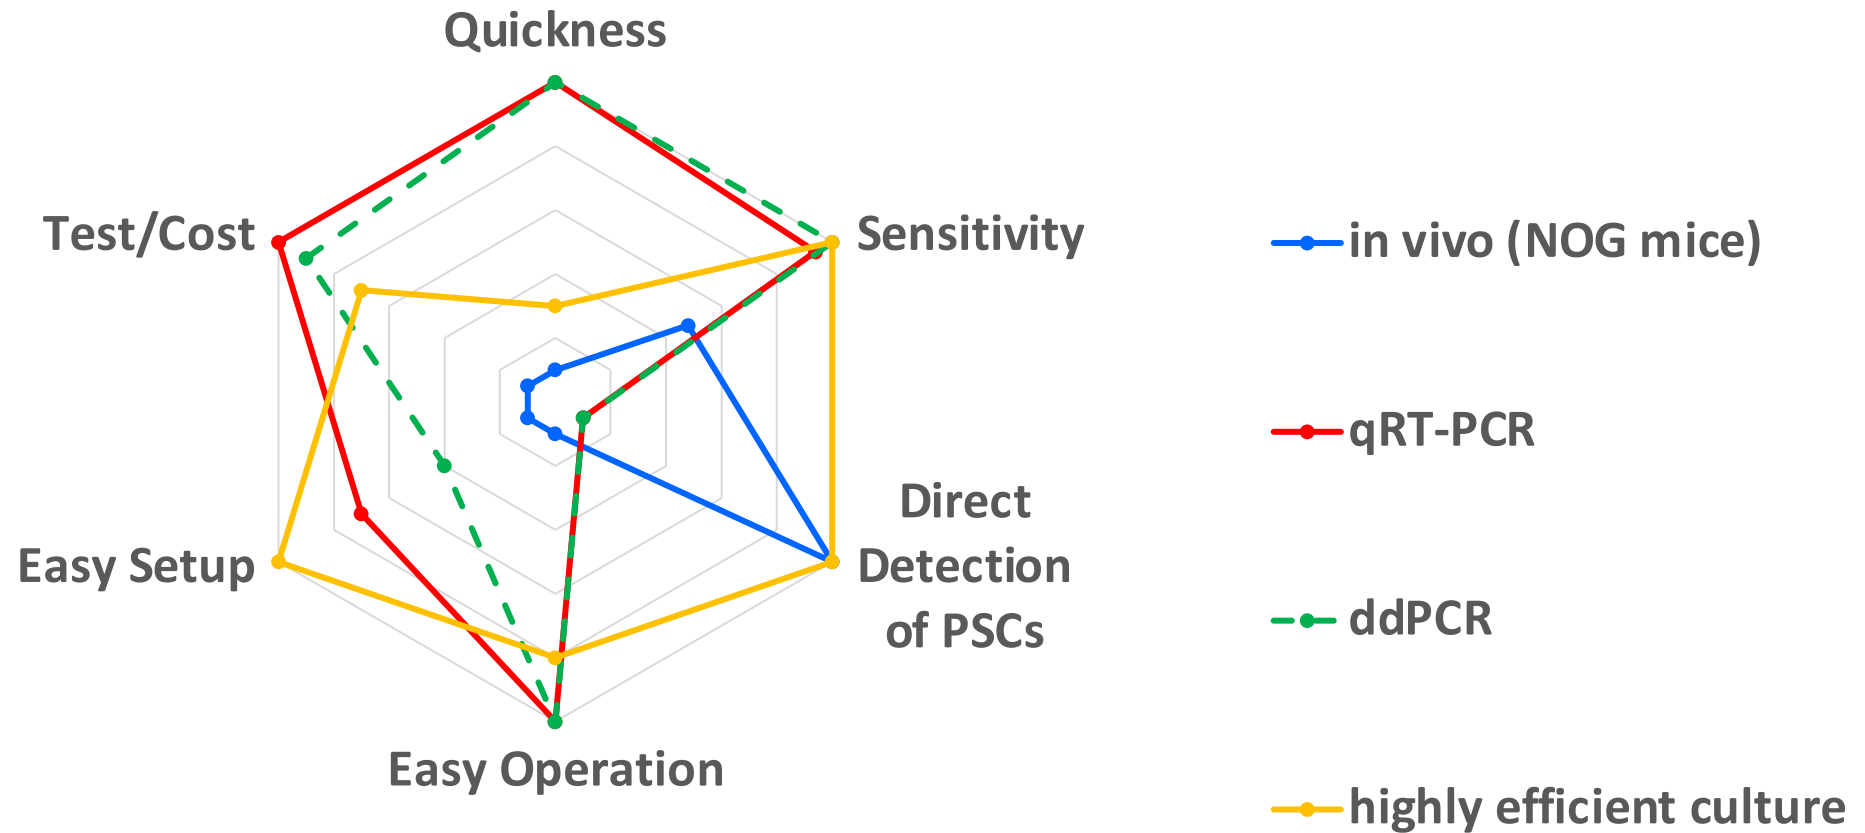 Quickness
Test/Cost
Sensitivity
Easy Setup
Direct
Detection
of PSCs
Easy Operation
in vivo (NOG mice)
qRT-PCR
ddPCR
highly efficient culture